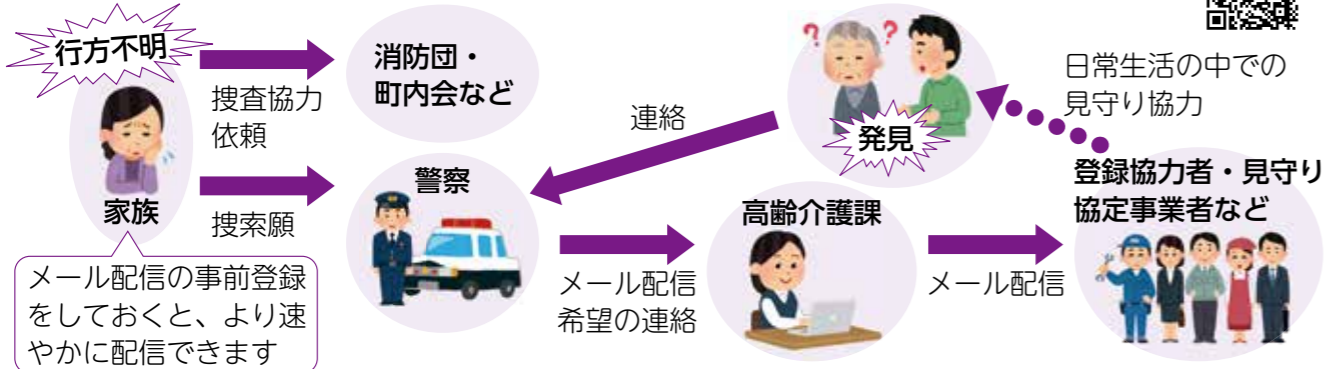 行方不明
家族
捜査協力
依頼
消防団・
町内会など
捜索願
警察
メール配信の事前登録
をしておくと、より速
やかに配信できます
連絡
? ?
発見
メール配信
希望の連絡
高齢介護課
メール配信
日常生活の中での
見守り協力
登録協力者・見守り
協定事業者など